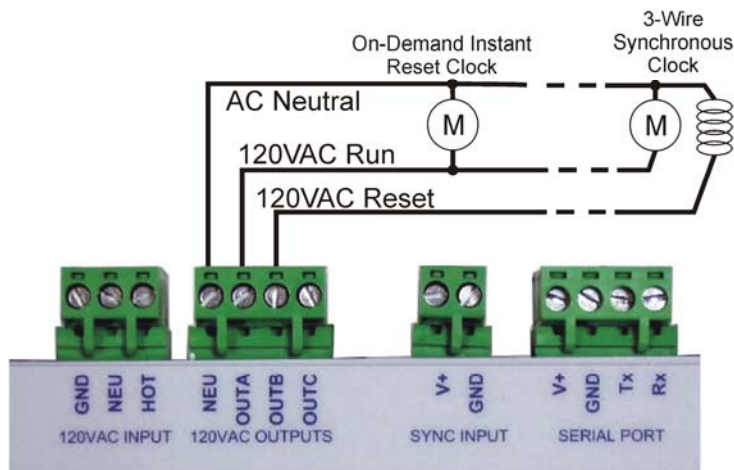 3-Wire
Synchronous
Clock
On-Demand Instant
Reset Clock
AC Neutral
M
M
120VAC Run
120VAC Reset
GND
NEU
HOT
NEU
OUTA
OUTB
OUTC
V+
GND
V+
GND
Tx
Rx
120VAC INPUT
120VAC OUTPUTS
SYNC INPUT
SERIAL PORT